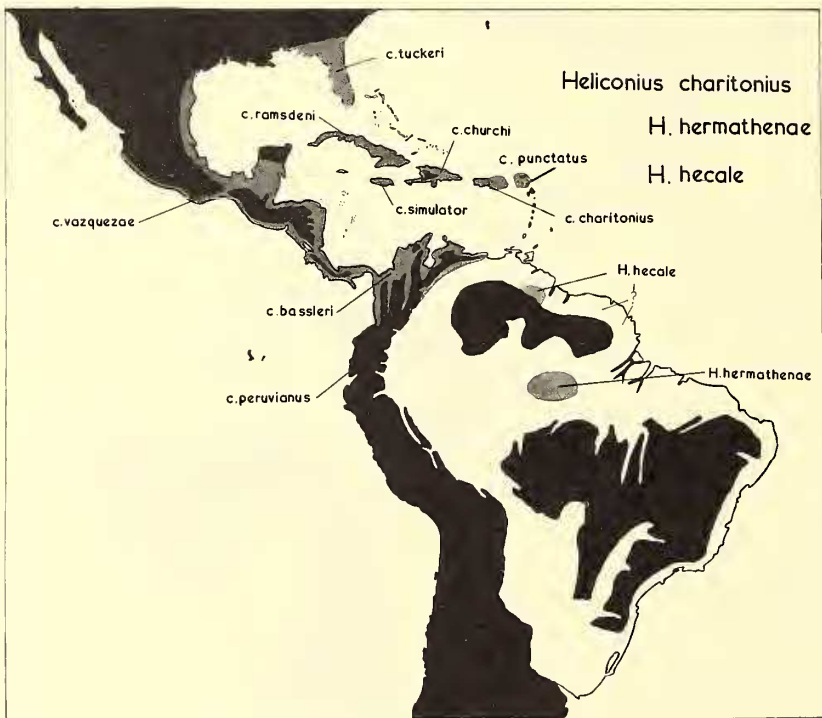 c.tuckeri
Heliconius charitonius
c.ramsdeni
c.churchi
H. hermathenae
c. punctatus
H. hecale
c.vazquezae
c.simulator
c. charitonius
H. hecale
c.bassleri
H.hermathenae
c.peruvianus